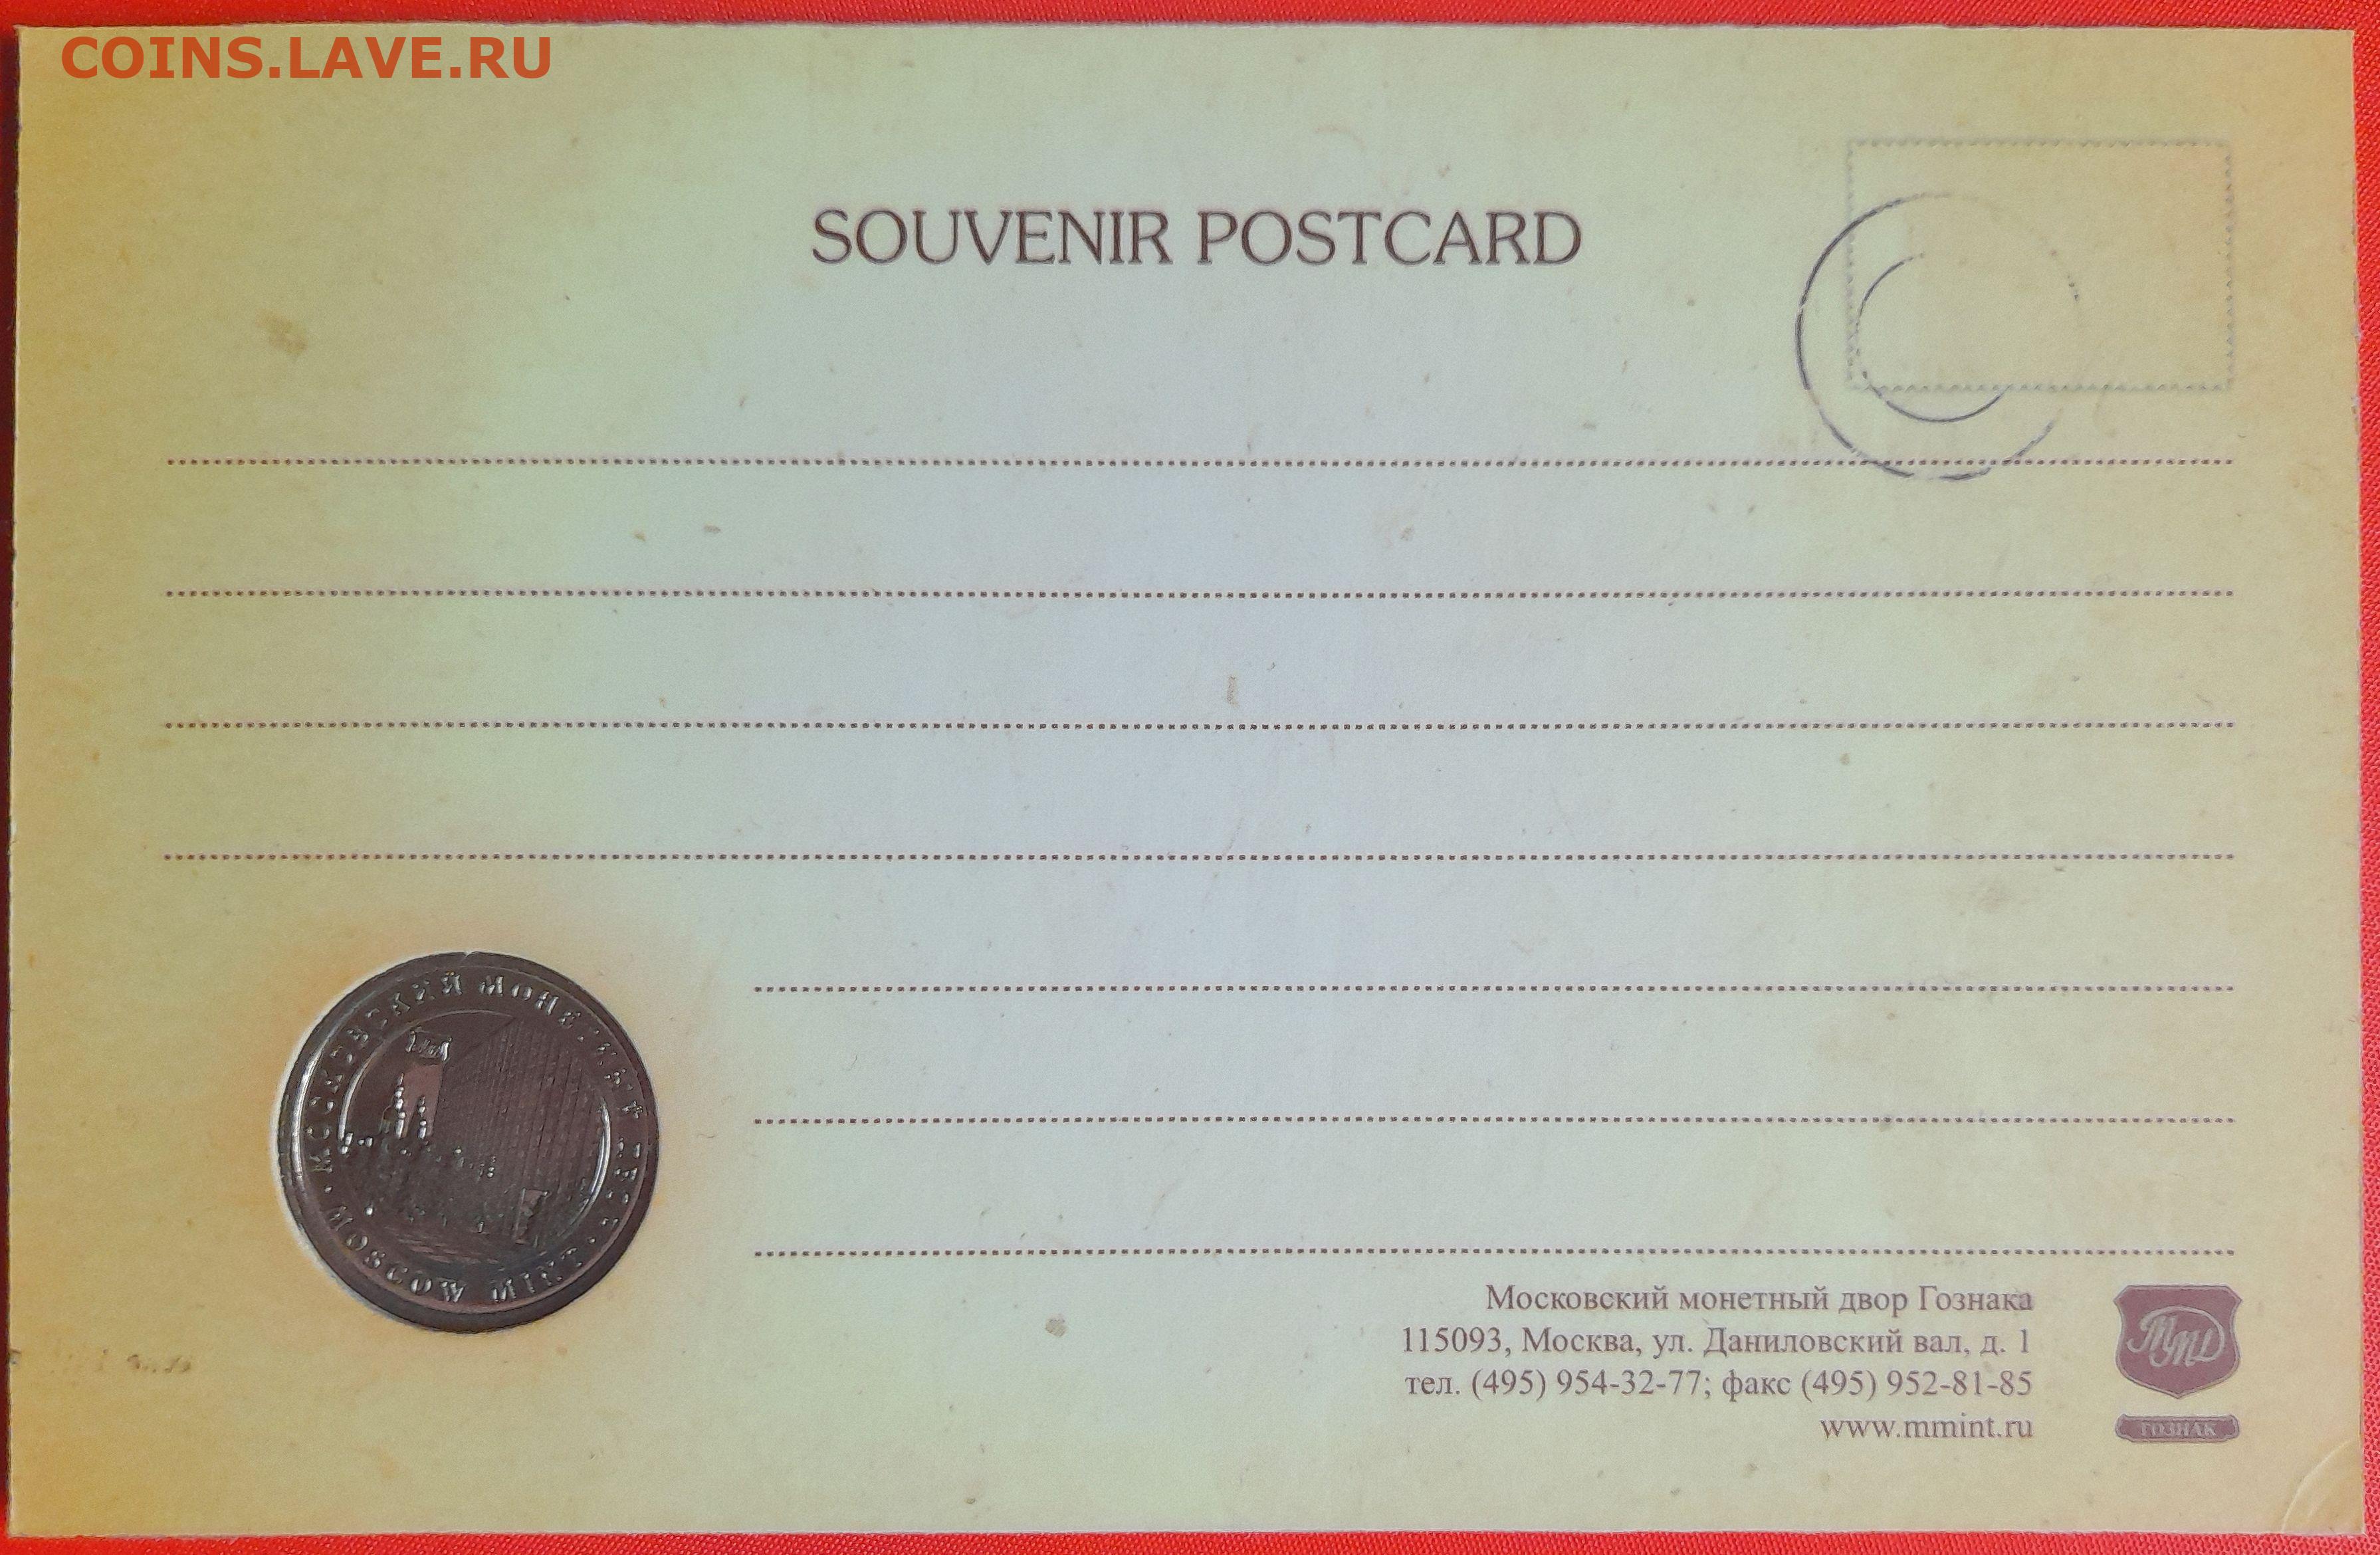 COINS.LAVE.RU
SOUVENIR POSTCARD
МОСКОВСКИЙ МОНЕТНЫЙ ДВОР
MOSCOW MINT
Московский монетный двор Гознака
115093, Москва, ул. Даниловский вал, д. 1
тел. (495) 954-32-77; факс (495) 952-81-85
www.mmint.ru
ММД
ГОЗНАК